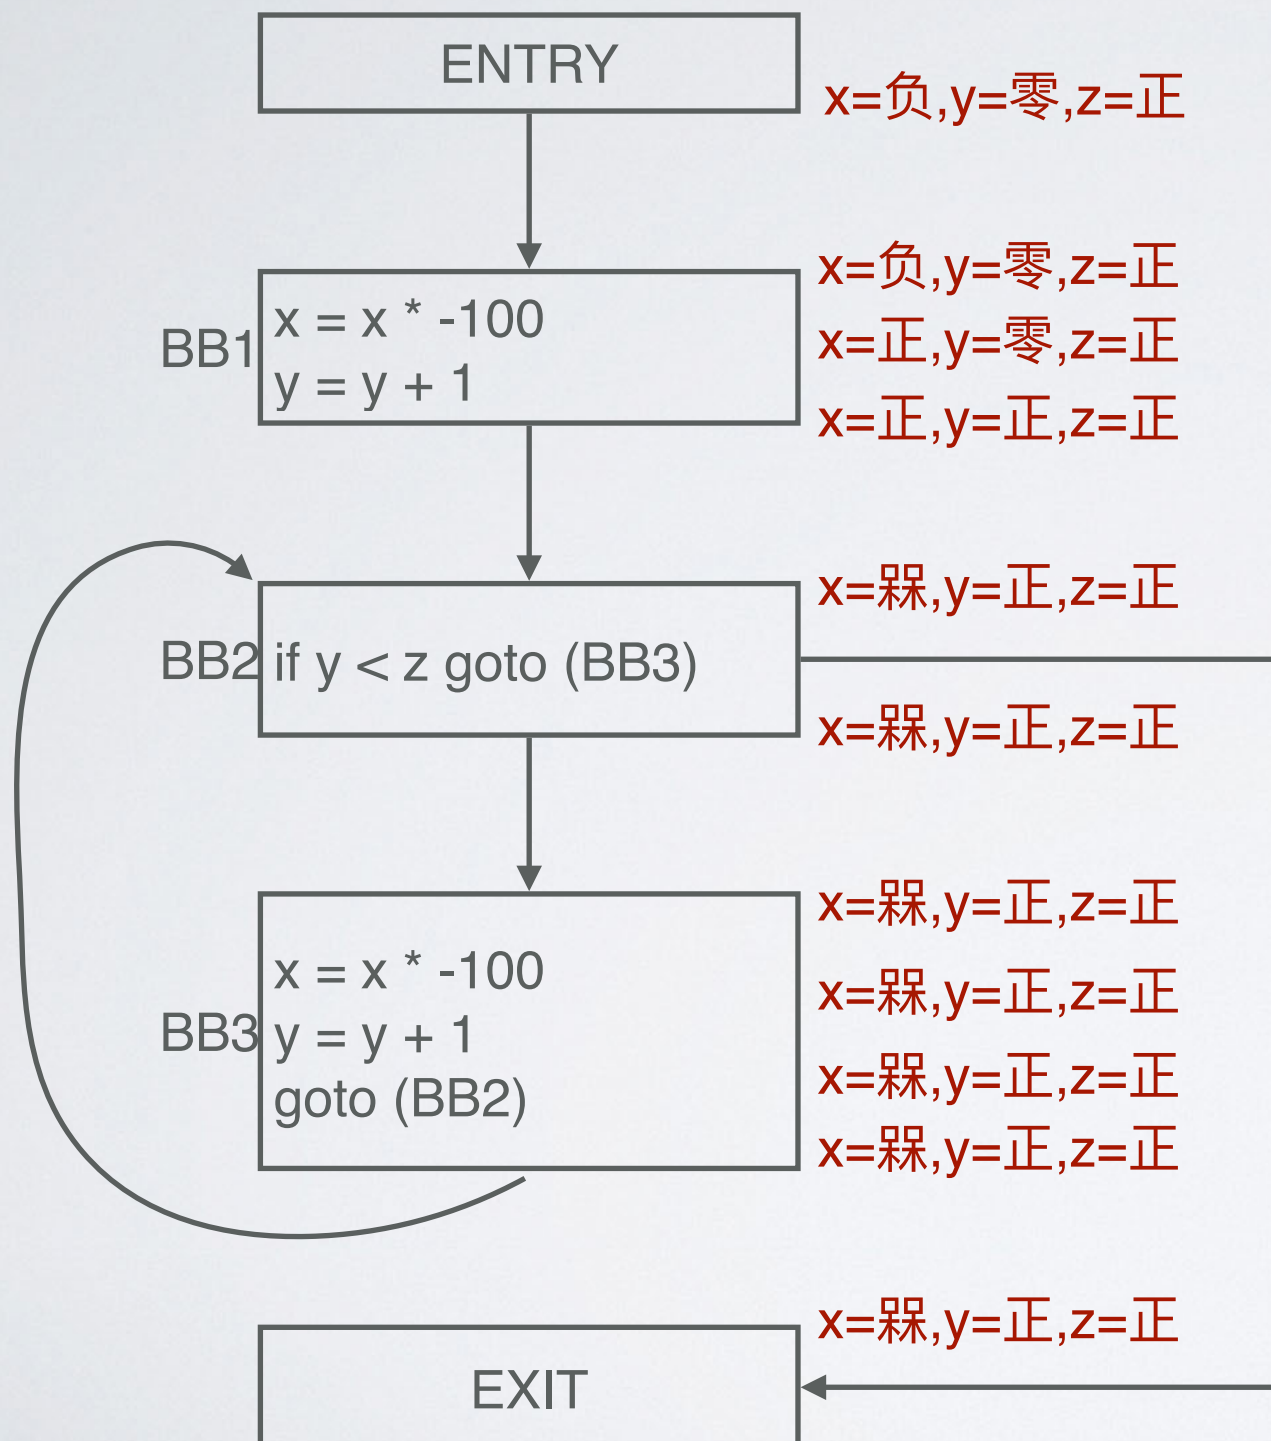 ENTRY
x=负,y=零,z=正
x=负,y=零,z=正
BB1
x = x * -100
x=正,y=零,z=正
y = y + 1
x=正,y=正,z=正
x=槑,y=正,z=正
BB2
if y < z goto (BB3)
x=槑,y=正,z=正
x=槑,y=正,z=正
x = x * -100
x=槑,y=正,z=正
BB3
y = y + 1
x=槑,y=正,z=正
goto (BB2)
x=槑,y=正,z=正
x=槑,y=正,z=正
EXIT